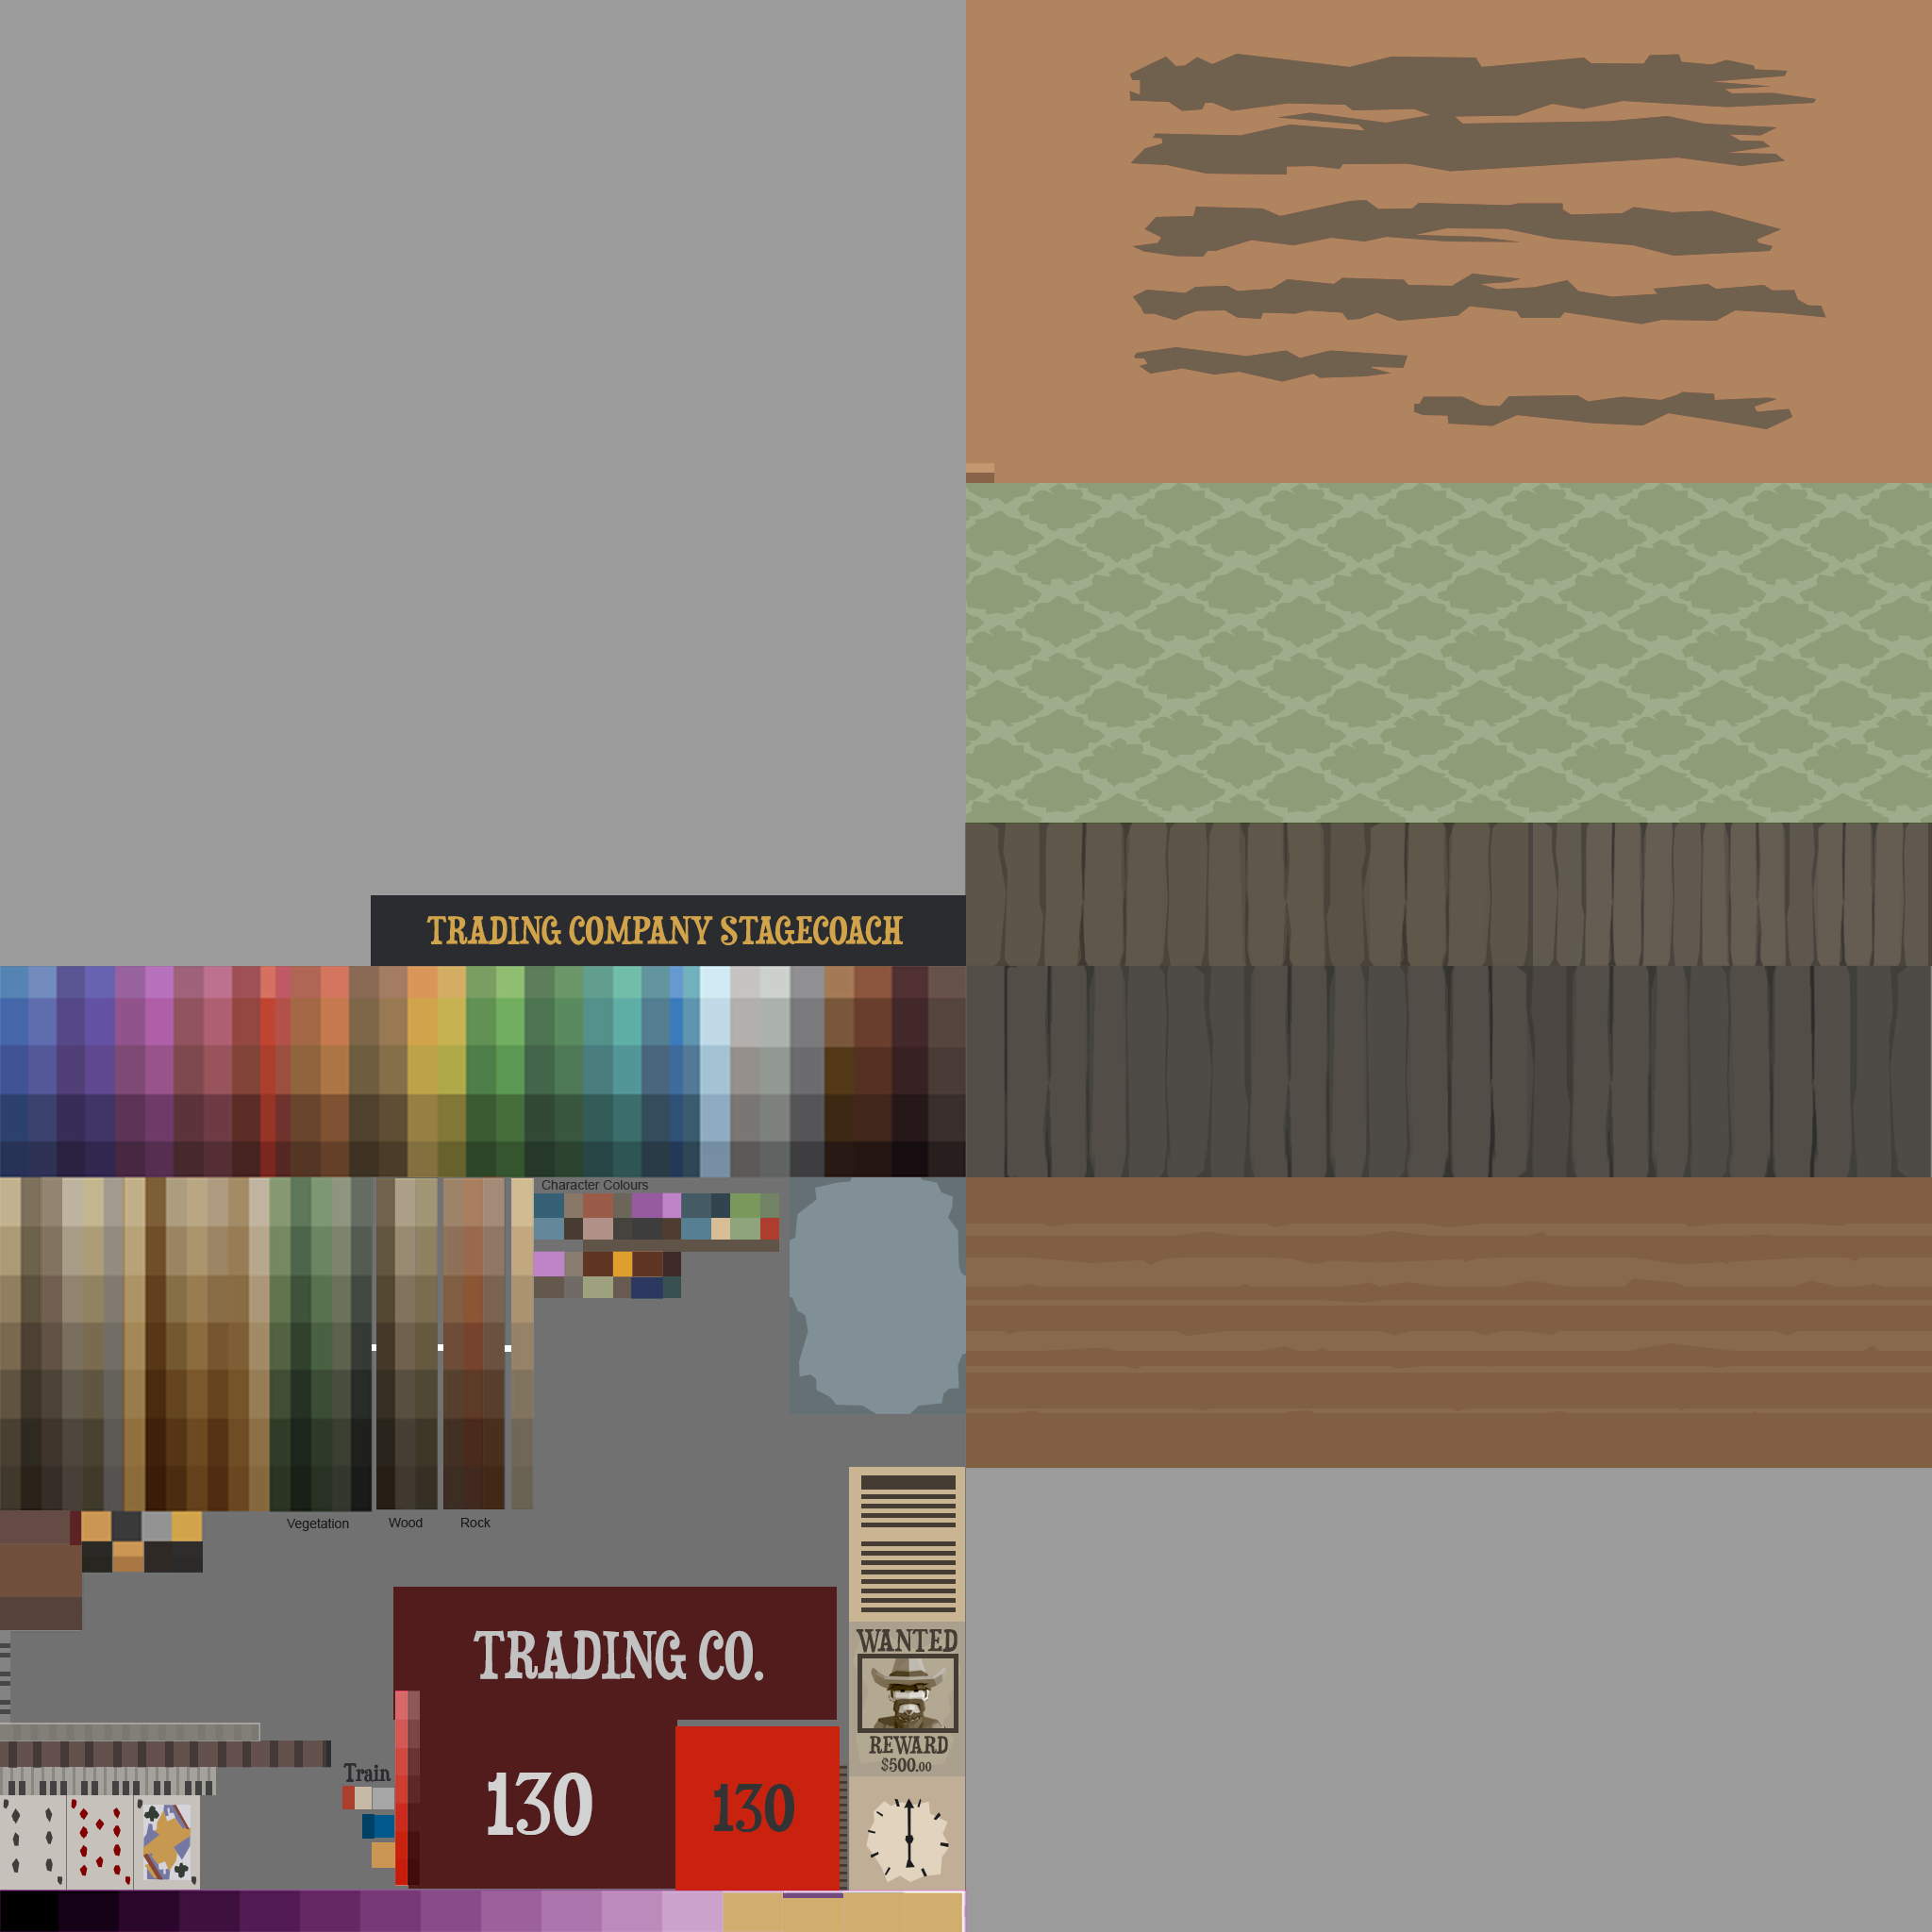 TRADING COMPANY STAGECOACH
Character Colours
Vegetation
Wood
Rock
TRADING CO.
WANTED
REWARD
$500.00
Train
130
130